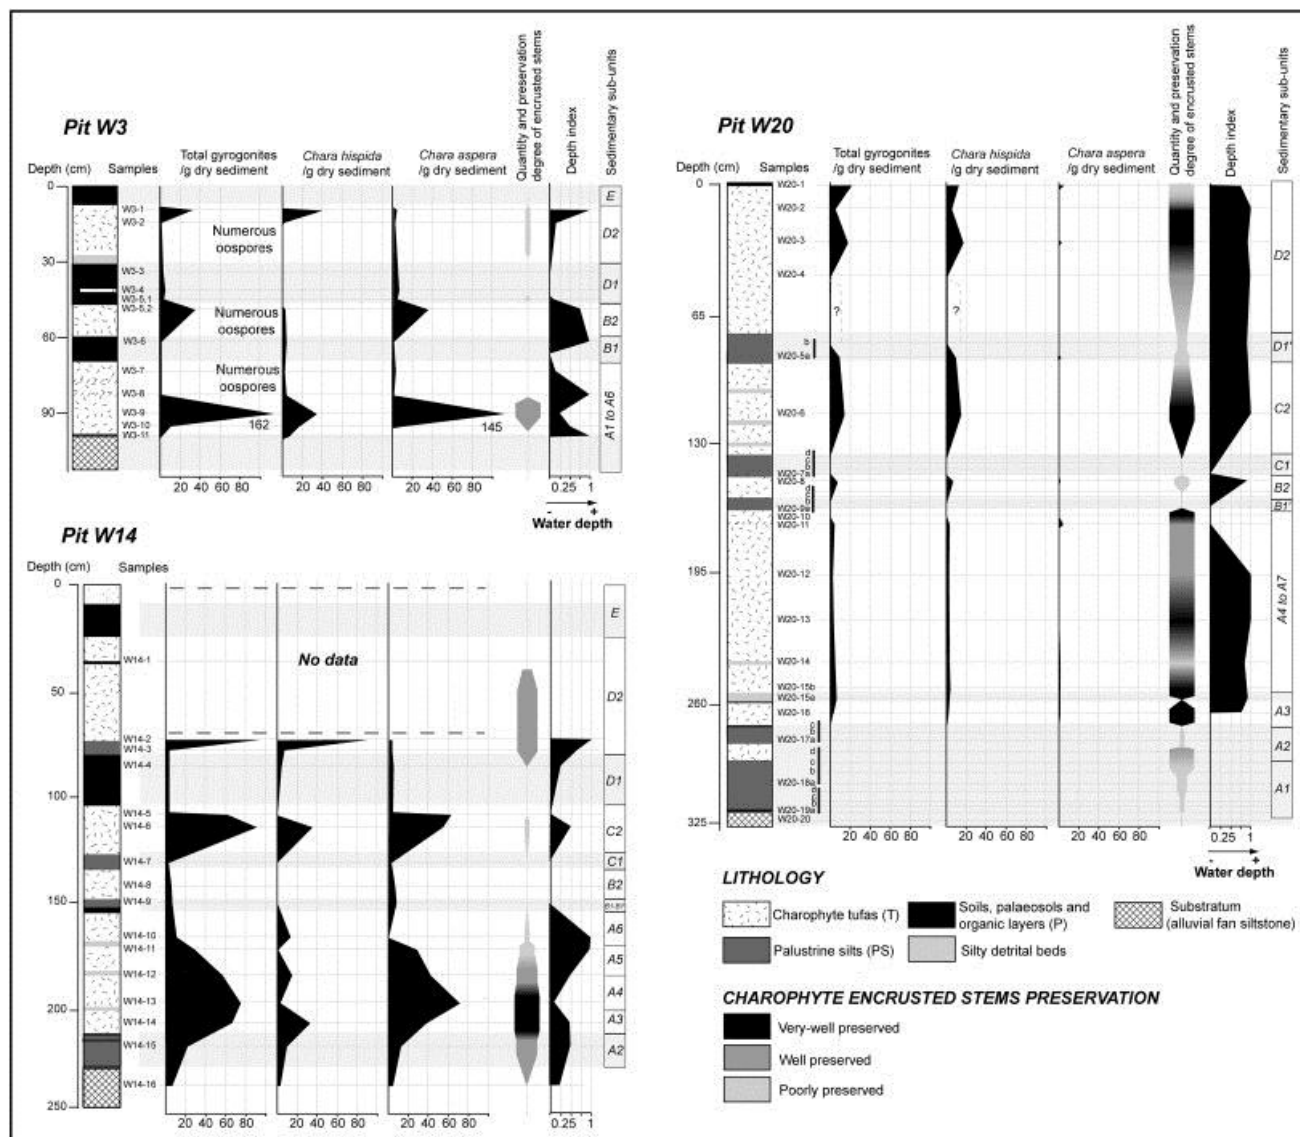 Pit W3
Depth (cm)
Samples
Total gyrogonites
/g dry sediment
Chara hispida
/g dry sediment
Chara aspera
/g dry sediment
Quantity and preservation
degree of encrusted stems
Depth index
Sedimentary sub-units
0
30
60
90
W3-1
W3-2
W3-3
W3-4
W3-5.1
W3-5.2
W3-6
W3-7
W3-8
W3-9
W3-10
W3-11
Numerous
oospores
Numerous
oospores
Numerous
oospores
162
145
E
D2
D1
B2
B1
A1 to A6
20 40 60 80
20 40 60 80
20 40 60 80
0.25 1
- +
Water depth
Pit W14
Depth (cm)
Samples
0
50
100
150
200
250
W14-1
W14-2
W14-3
W14-4
W14-5
W14-6
W14-7
W14-8
W14-9
W14-10
W14-11
W14-12
W14-13
W14-14
W14-15
W14-16
No data
E
D2
D1
C2
C1
B2
A6
A5
A4
A3
A2
20 40 60 80
20 40 60 80
20 40 60 80
0.25 1
Pit W20
Depth (cm)
Samples
Total gyrogonites
/g dry sediment
Chara hispida
/g dry sediment
Chara aspera
/g dry sediment
Quantity and preservation
degree of encrusted stems
Depth index
Sedimentary sub-units
0
65
130
195
260
325
W20-1
W20-2
W20-3
W20-4
b
W20-5a
W20-6
d
c
b
W20-7a
W20-8
d
c
b
W20-9a
W20-10
W20-11
W20-12
W20-13
W20-14
W20-15b
W20-15a
W20-16
c
b
W20-17a
d
c
b
W20-18a
d
c
b
W20-19a
W20-20
?
?
D2
D1'
C2
C1
B2
B1'
A4 to A7
A3
A2
A1
20 40 60 80
20 40 60 80
20 40 60 80
0.25 1
- +
Water depth
LITHOLOGY
Charophyte tufas (T)
Soils, palaeosols and
organic layers (P)
Substratum
(alluvial fan siltstone)
Palustrine silts (PS)
Silty detrital beds
CHAROPHYTE ENCRUSTED STEMS PRESERVATION
Very-well preserved
Well preserved
Poorly preserved